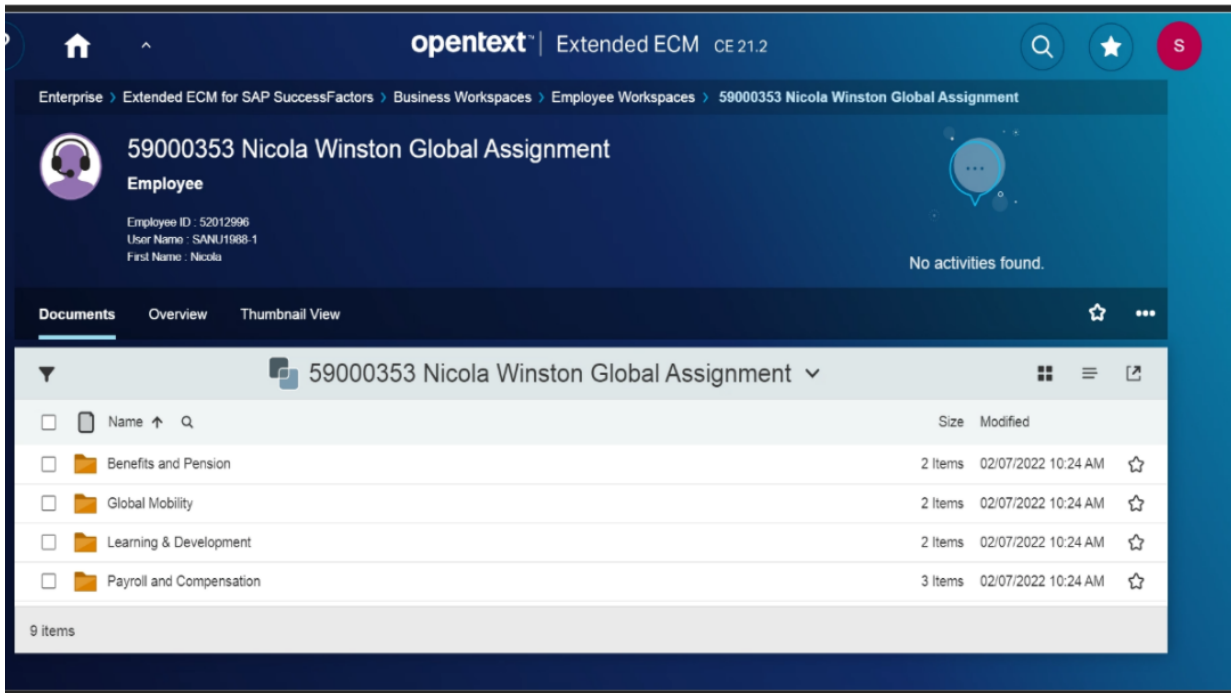 opentext™ | Extended ECM CE 21.2
S
Enterprise > Extended ECM for SAP SuccessFactors > Business Workspaces > Employee Workspaces > 59000353 Nicola Winston Global Assignment
59000353 Nicola Winston Global Assignment
Employee
Employee ID : 52012996
User Name : SANU1988-1
First Name : Nicola
No activities found.
Documents Overview Thumbnail View
59000353 Nicola Winston Global Assignment
Name Size Modified
Benefits and Pension 2 Items 02/07/2022 10:24 AM
Global Mobility 2 Items 02/07/2022 10:24 AM
Learning & Development 2 Items 02/07/2022 10:24 AM
Payroll and Compensation 3 Items 02/07/2022 10:24 AM
9 items